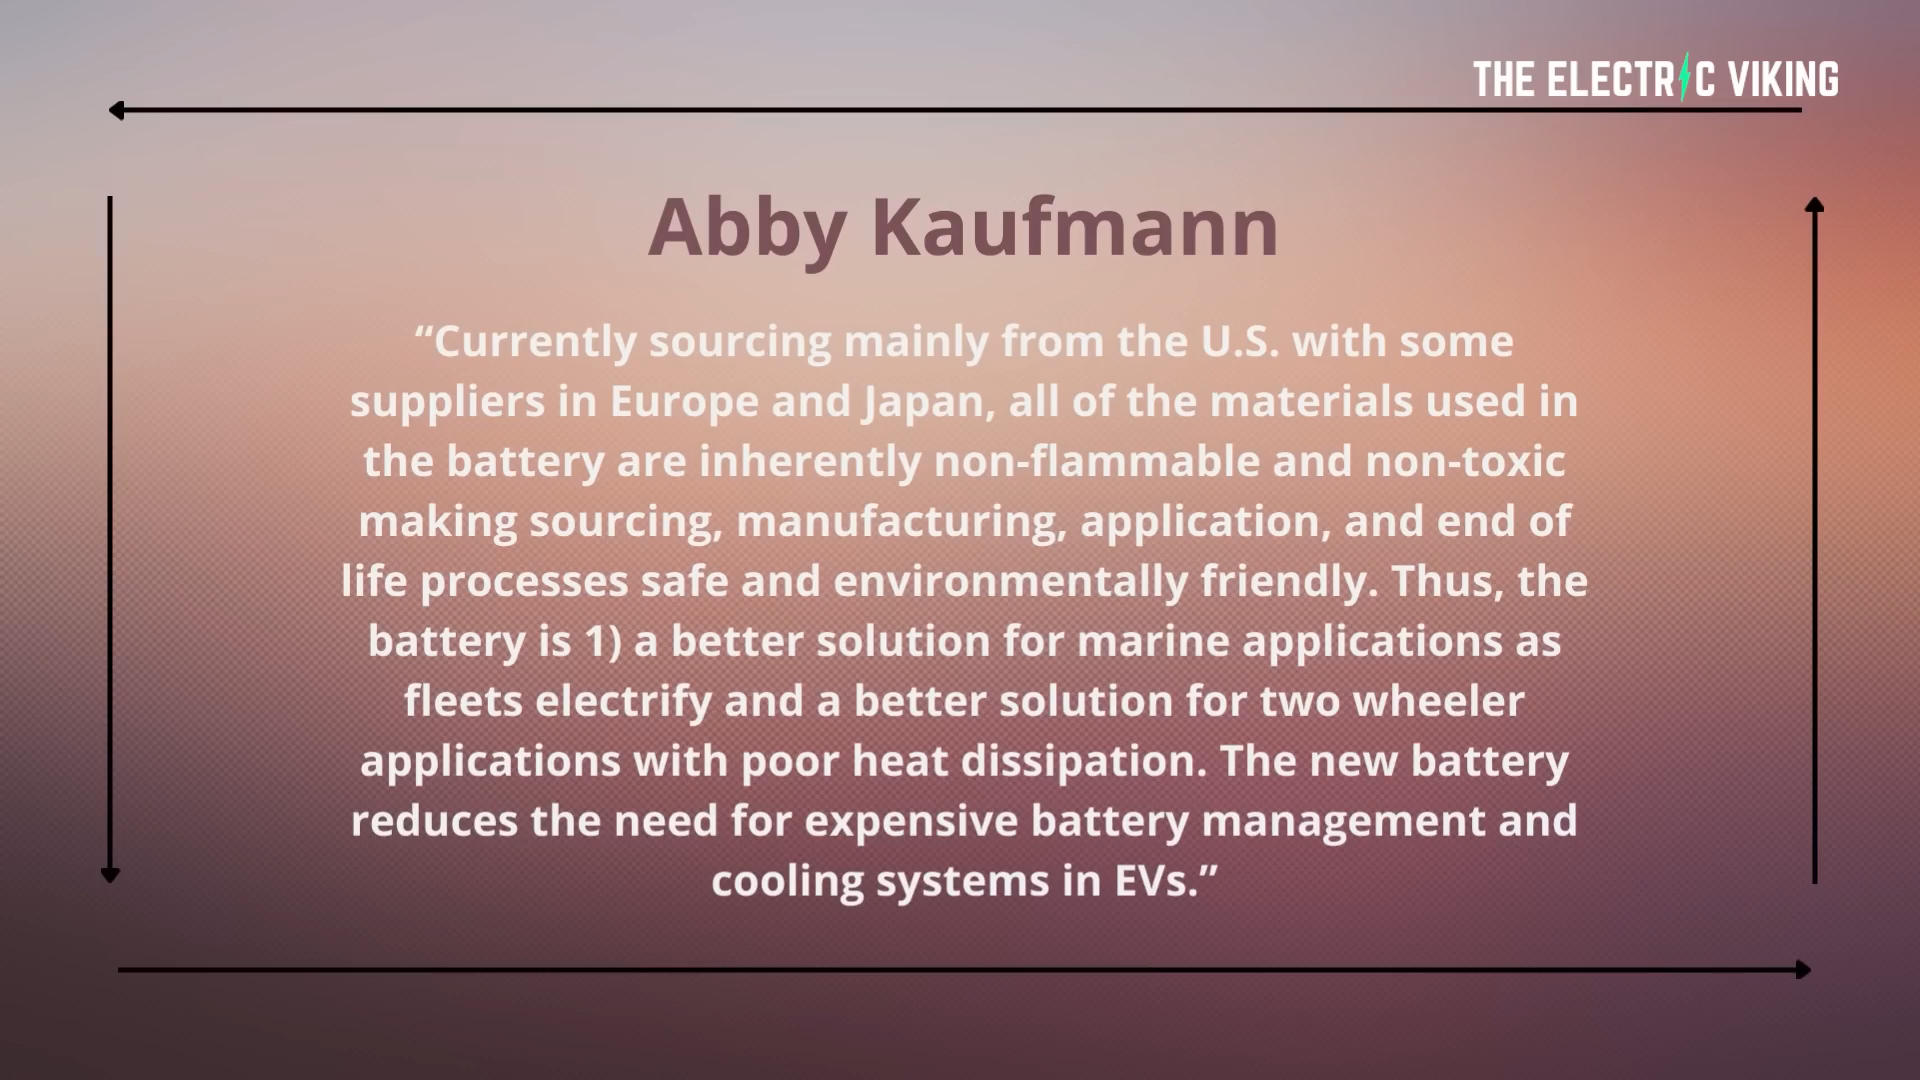 THE ELECTRIC VIKING
Abby Kaufmann
“Currently sourcing mainly from the U.S. with some
suppliers in Europe and Japan, all of the materials used in
the battery are inherently non-flammable and non-toxic
making sourcing, manufacturing, application, and end of
life processes safe and environmentally friendly. Thus, the
battery is 1) a better solution for marine applications as
fleets electrify and a better solution for two wheeler
applications with poor heat dissipation. The new battery
reduces the need for expensive battery management and
cooling systems in EVs.”